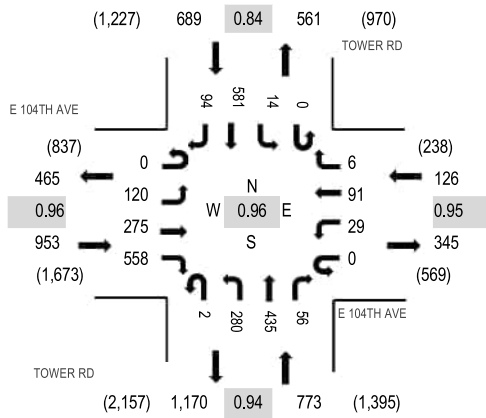 (1,227) 689 0.84 561 (970)
TOWER RD
E 104TH AVE
94 581 14 0
(837) 0 6 (238)
465 120 N 91 126
0.96 W 0.96 E 0.95
953 275 S 29 345
(1,673) 558 0 (569)
2 280 435 56
E 104TH AVE
TOWER RD
(2,157) 1,170 0.94 773 (1,395)